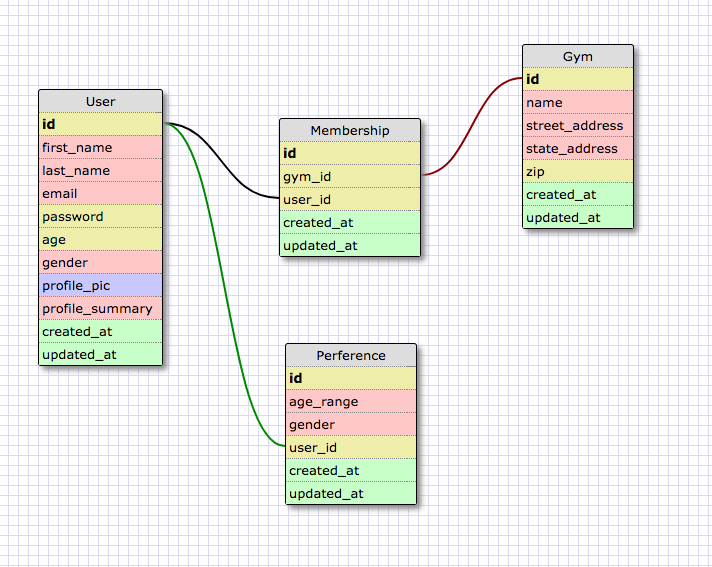 User
id
first_name
last_name
email
password
age
gender
profile_pic
profile_summary
created_at
updated_at
Membership
id
gym_id
user_id
created_at
updated_at
Gym
id
name
street_address
state_address
zip
created_at
updated_at
Perference
id
age_range
gender
user_id
created_at
updated_at